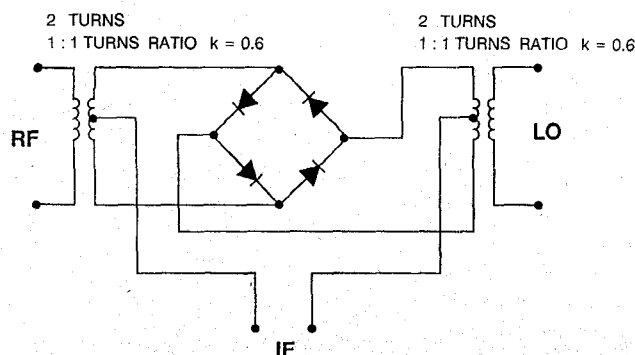 2 TURNS
1 : 1 TURNS RATIO k = 0.6
2 TURNS
1 : 1 TURNS RATIO k = 0.6
RF
LO
IF